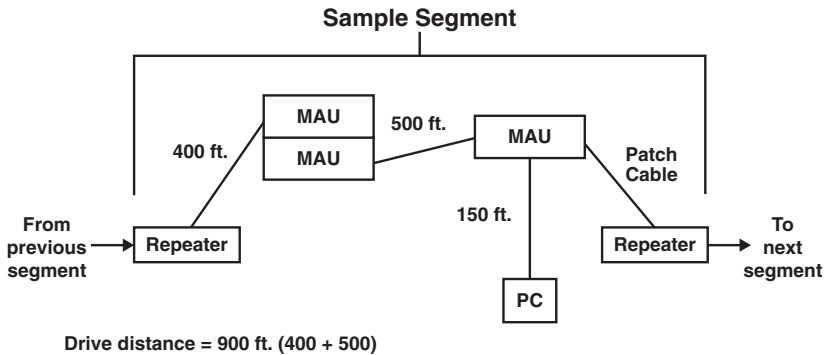 Sample Segment
MAU
MAU
400 ft.
500 ft.
MAU
Patch
Cable
150 ft.
From
previous
segment
Repeater
Repeater
To
next
segment
PC
Drive distance = 900 ft. (400 + 500)